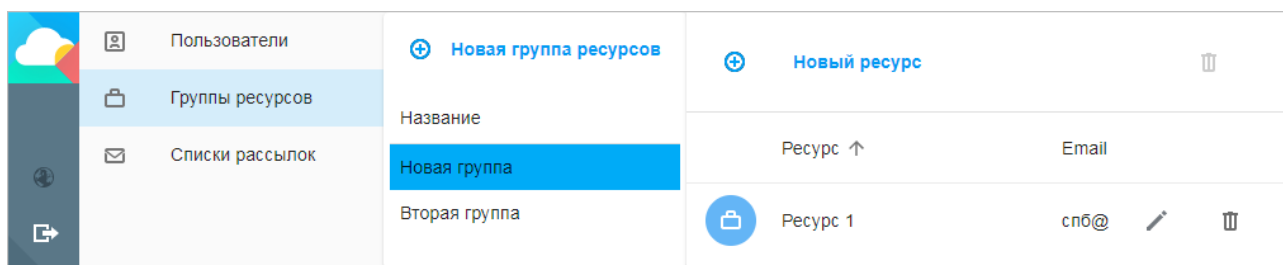 Пользователи
Группы ресурсов
Списки рассылок
Новая группа ресурсов
Название
Новая группа
Вторая группа
Новый ресурс
Ресурс Email
Ресурс 1 спб@